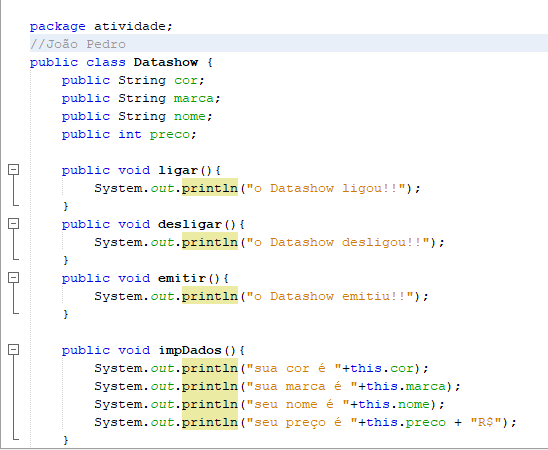 package atividade;
//João Pedro
public class Datashow {
    public String cor;
    public String marca;
    public String nome;
    public int preco;

    public void ligar(){
        System.out.println("o Datashow ligou!!");
    }
    public void desligar(){
        System.out.println("o Datashow desligou!!");
    }
    public void emitir(){
        System.out.println("o Datashow emitiu!!");
    }

    public void impDados(){
        System.out.println("sua cor é "+this.cor);
        System.out.println("sua marca é "+this.marca);
        System.out.println("seu nome é "+this.nome);
        System.out.println("seu preço é "+this.preco + "R$");
    }